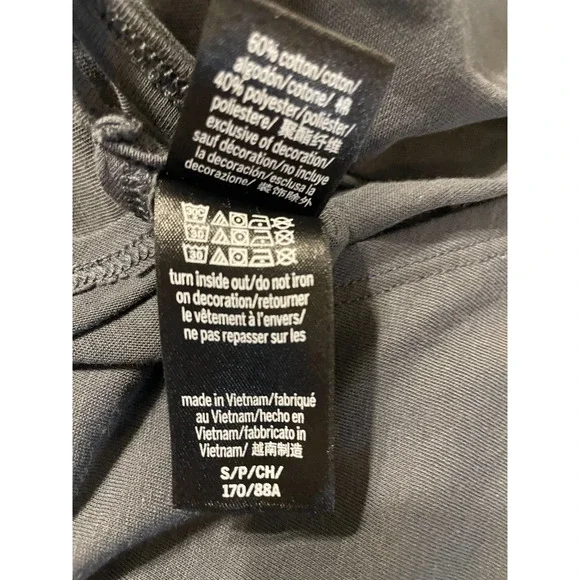 60% cotton/coton/
algodón/cotone/ 棉
40% polyester/poliéster/
poliestere/ 聚酯纤维
exclusive of decoration/
sauf décoration/no incluye
la decoración/esclusa la
decorazione/ 装饰除外
30
30
turn inside out/do not iron
on decoration/retourner
le vêtement à l'envers/
ne pas repasser sur les
made in Vietnam/fabriqué
au Vietnam/hecho en
Vietnam/fabbricato in
Vietnam/ 越南制造
S/P/CH/
170/88A